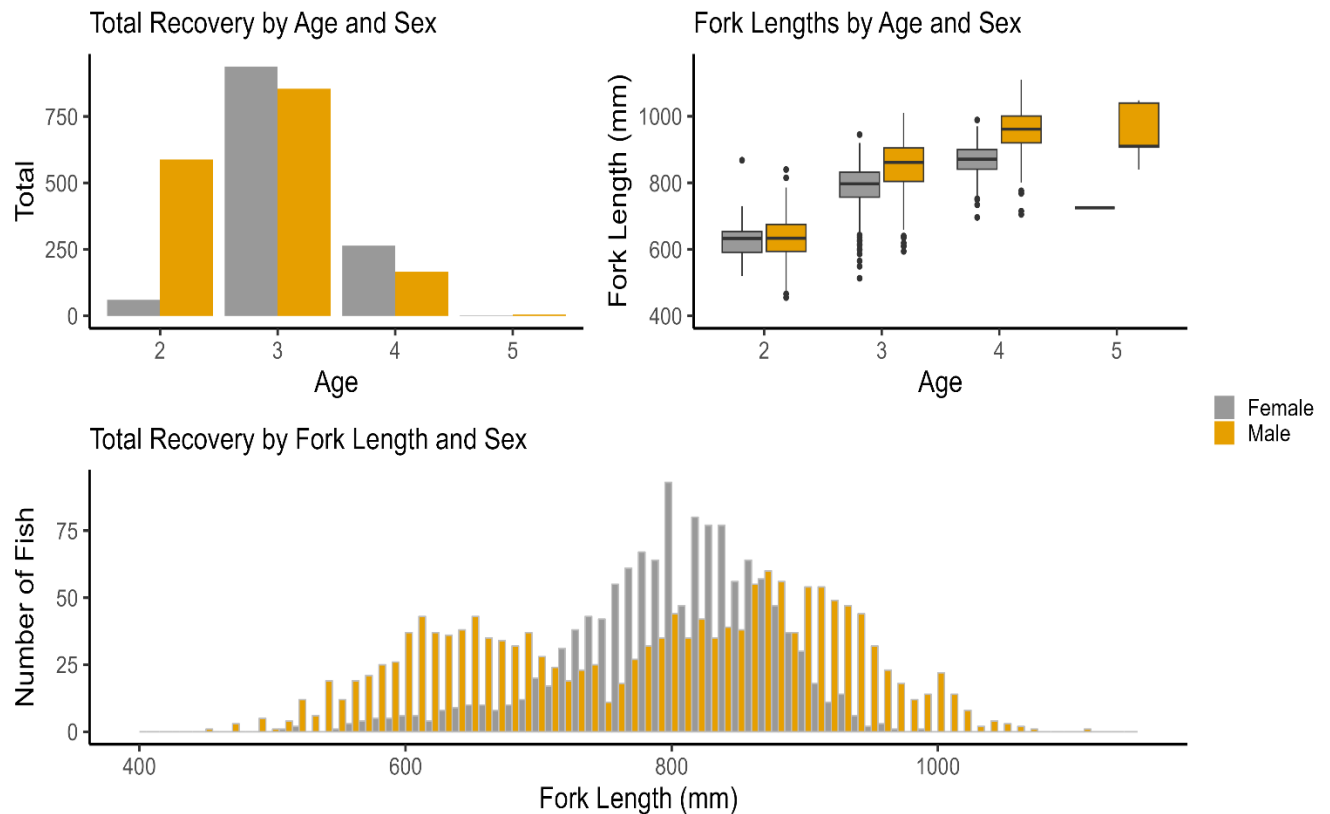 Total Recovery by Age and Sex
Total
750
500
250
0
2 3 4 5
Age
Fork Lengths by Age and Sex
Fork Length (mm)
1000
800
600
400
2 3 4 5
Age
Female
Male
Total Recovery by Fork Length and Sex
Number of Fish
75
50
25
0
400 600 800 1000
Fork Length (mm)